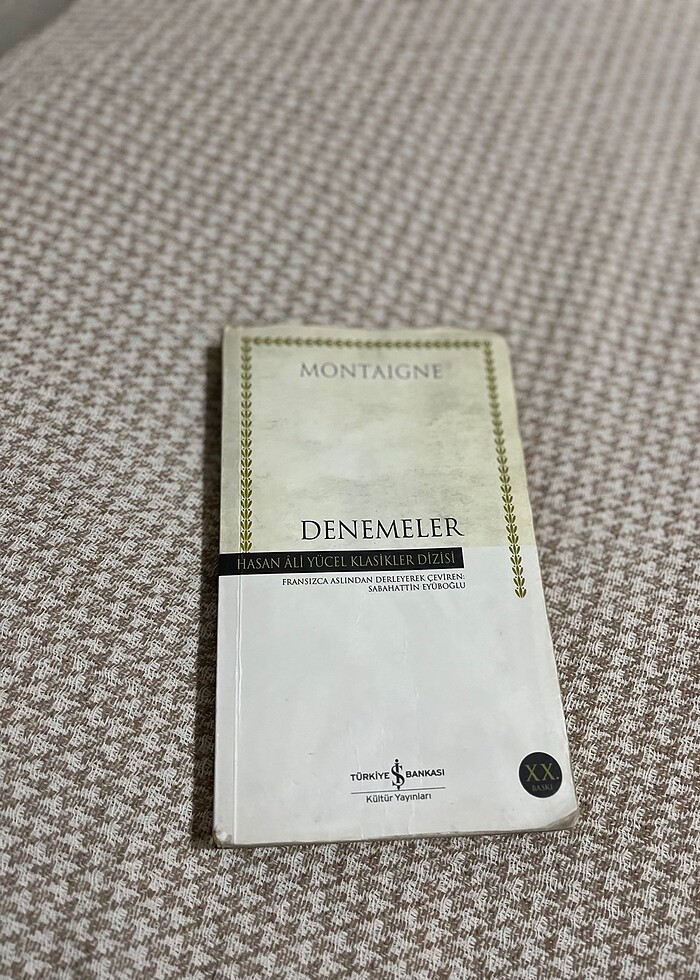 MONTAIGNE
DENEMELER
HASAN ÂLİ YÜCEL KLASİKLER DİZİSİ
FRANSIZCA ASLINDAN DERLEYEREK ÇEVİREN:
SABAHATTİN EYÜBOĞLU
TÜRKİYE İŞ BANKASI
Kültür Yayınları
XX.
BASKI